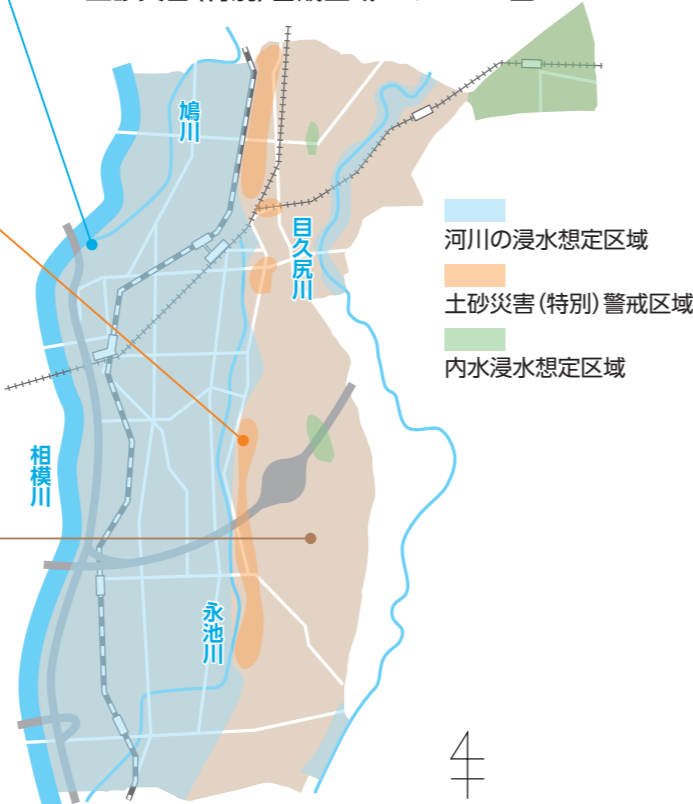 鳩川
目久尻川
河川の浸水想定区域
土砂災害(特別)警戒区域
内水浸水想定区域
相模川
永池川